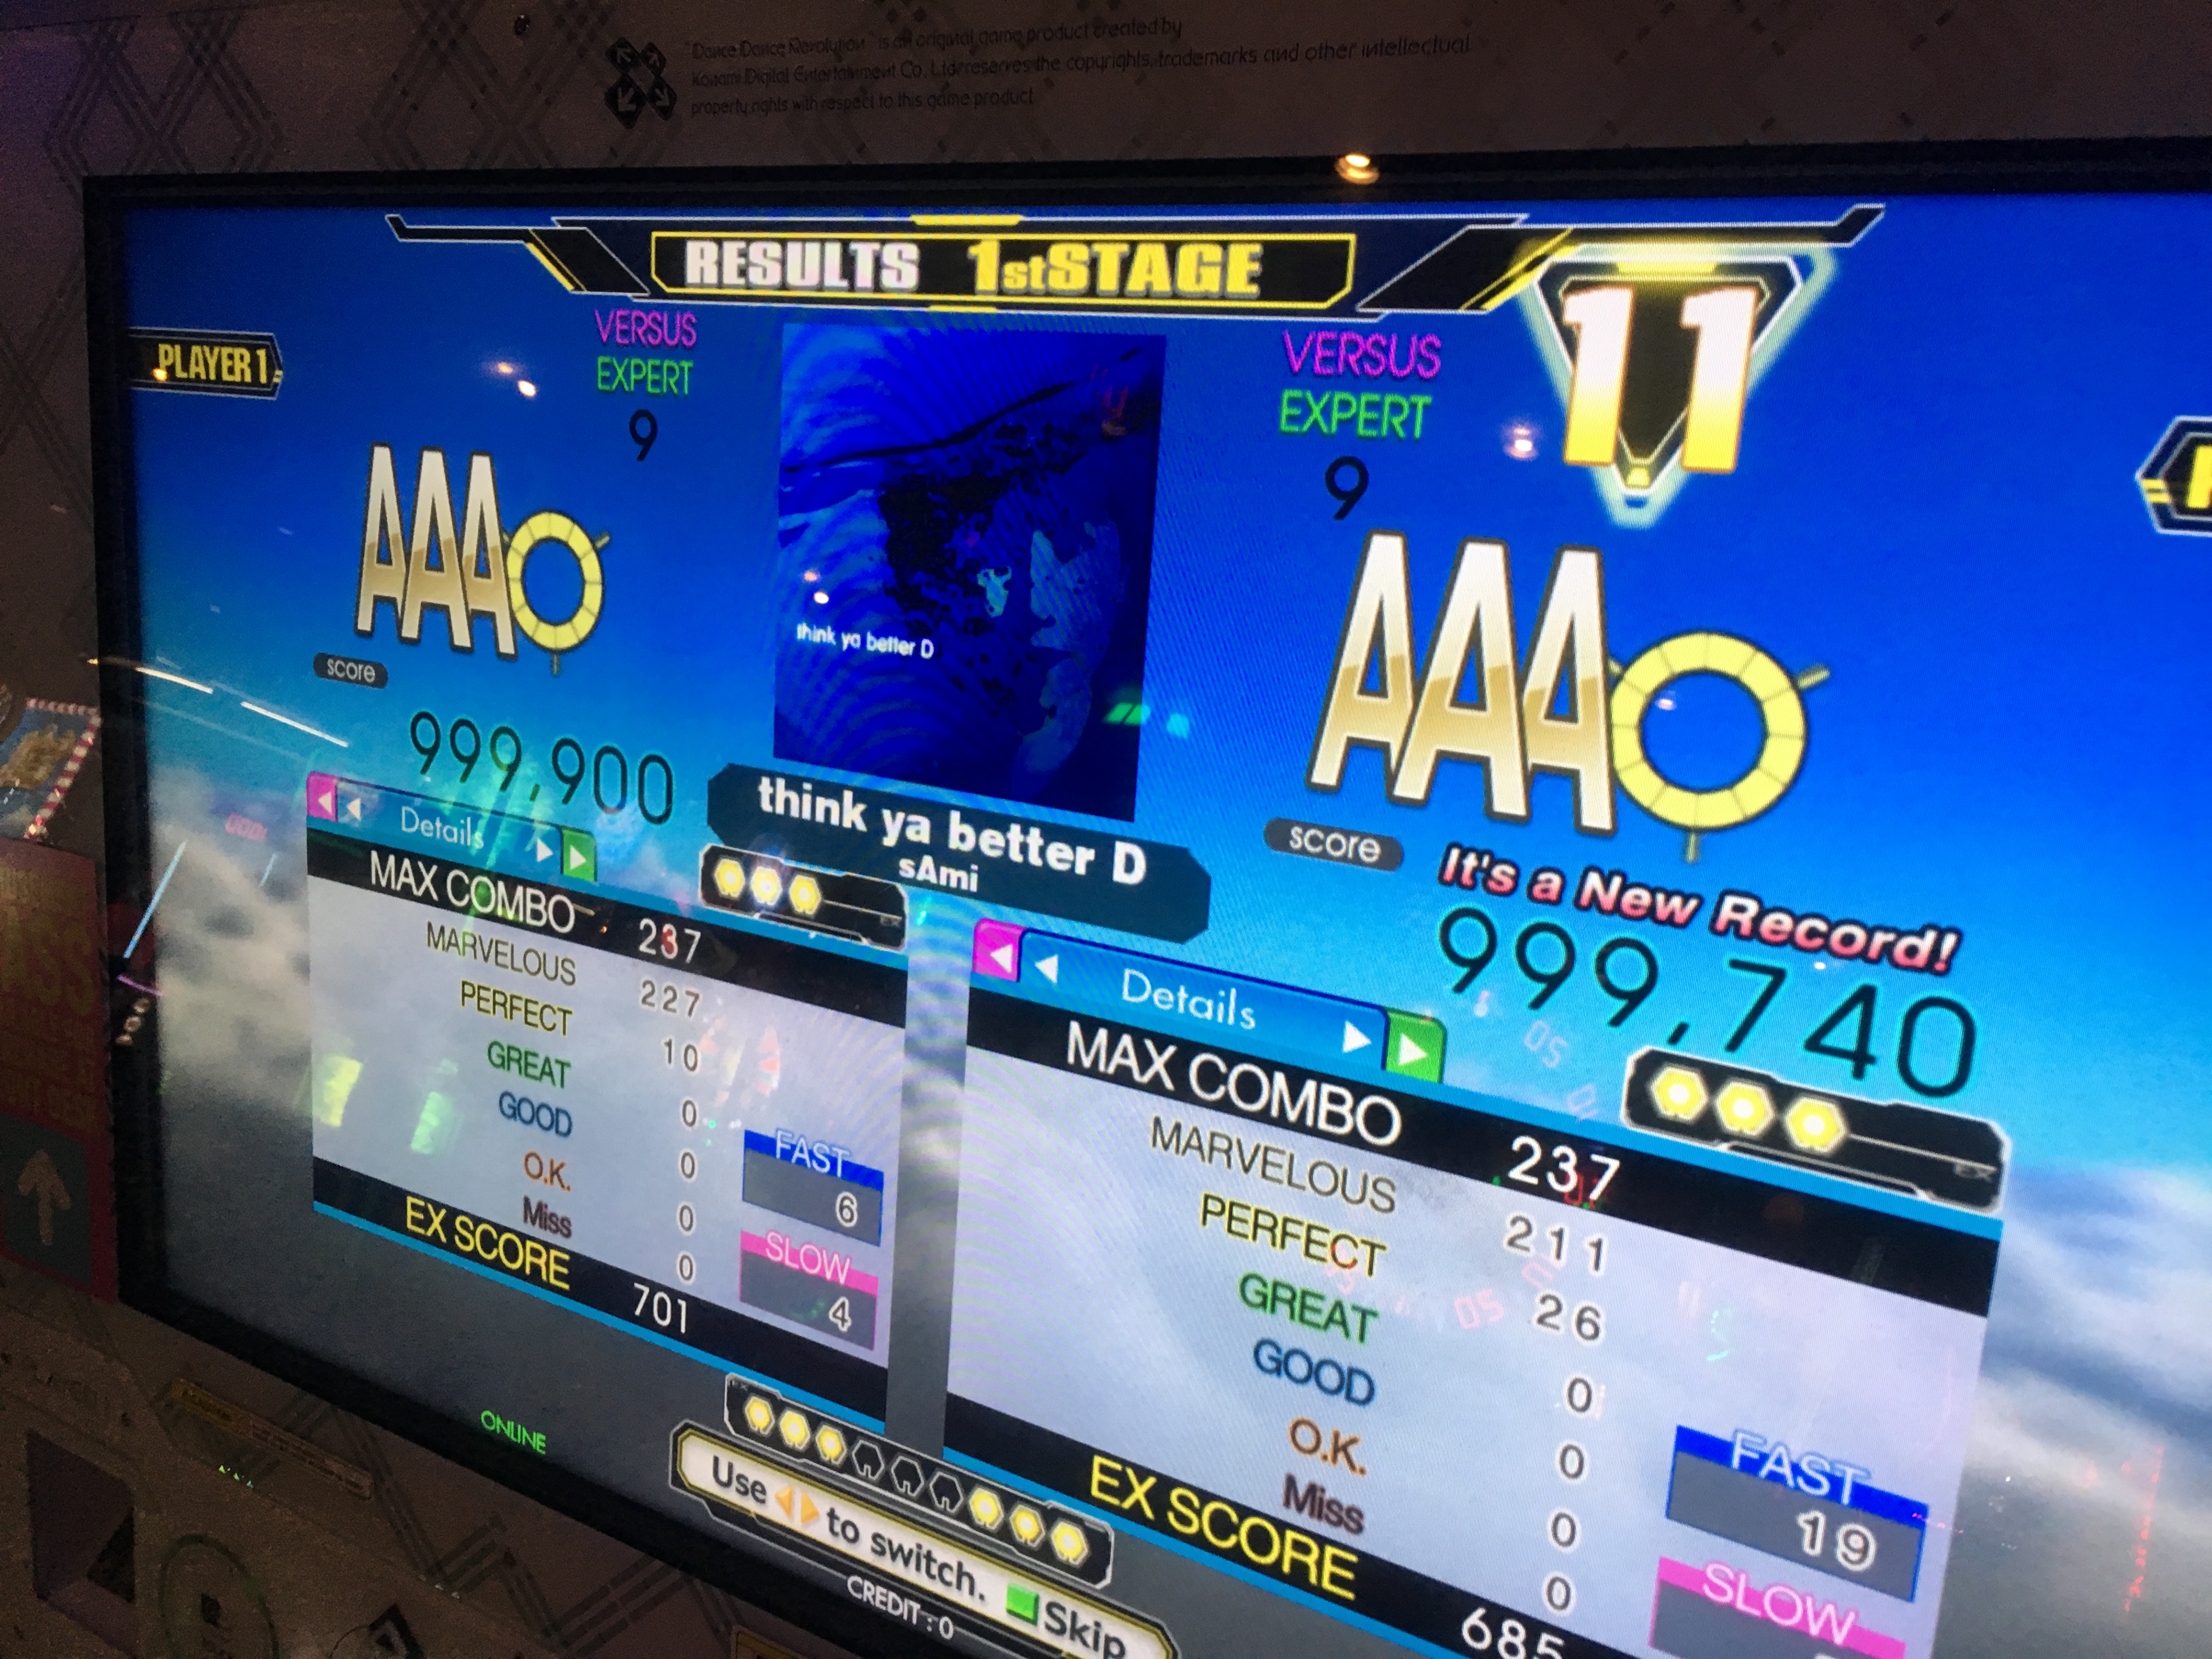 "Dance Dance Revolution" is an original game product created by
Konami Digital Entertainment Co. Ltd. reserves the copyrights, trademarks and other intellectual
property rights with respect to this game product
RESULTS 1st STAGE
11
PLAYER 1
VERSUS
EXPERT
9
AAA
score
999,900
think ya better D
think ya better D
sAmi
VERSUS
EXPERT
9
AAA
score
It's a New Record!
999,740
Details
MAX COMBO 237
MARVELOUS 227
PERFECT 10
GREAT 0
GOOD 0
O.K. 0
Miss 0
EX SCORE 701
FAST
6
SLOW
4
EX
Details
MAX COMBO 237
MARVELOUS 211
PERFECT 26
GREAT 0
GOOD 0
O.K. 0
Miss 0
EX SCORE 685
FAST
19
SLOW
EX
ONLINE
Use to switch. Skip
CREDIT : 0